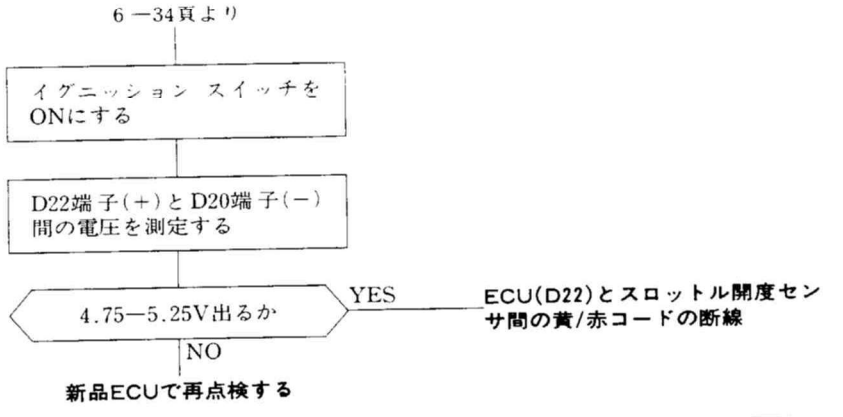 6—34頁より
イグニッション スイッチを
ONにする
D22端子(+)とD20端子(−)
間の電圧を測定する
4.75—5.25V出るか
YES
ECU(D22)とスロットル開度セン
サ間の黄/赤コードの断線
NO
新品ECUで再点検する